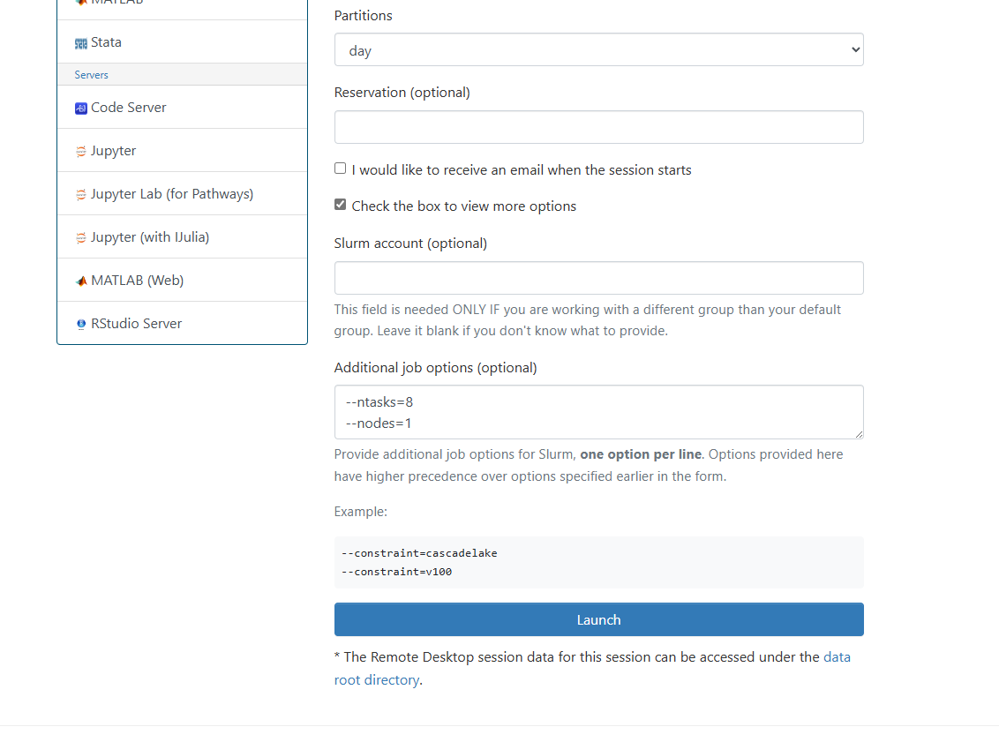 MATLAB
Stata
Servers
Code Server
Jupyter
Jupyter Lab (for Pathways)
Jupyter (with IJulia)
MATLAB (Web)
RStudio Server
Partitions
day
Reservation (optional)
I would like to receive an email when the session starts
Check the box to view more options
Slurm account (optional)
This field is needed ONLY IF you are working with a different group than your default
group. Leave it blank if you don't know what to provide.
Additional job options (optional)
--ntasks=8
--nodes=1
Provide additional job options for Slurm, one option per line. Options provided here
have higher precedence over options specified earlier in the form.
Example:
--constraint=cascadelake
--constraint=v100
Launch
* The Remote Desktop session data for this session can be accessed under the data
root directory.